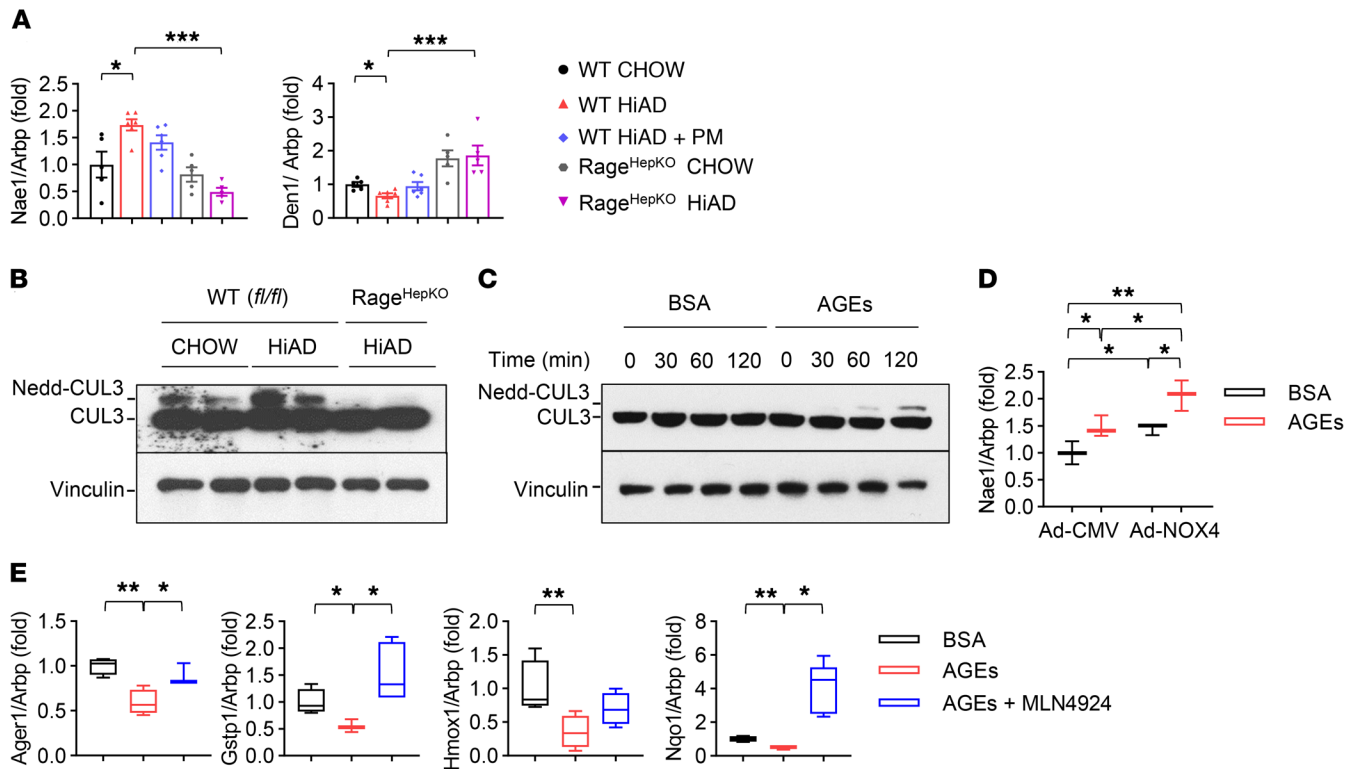 A
Nae1/Arbp (fold)
2.5
2.0
1.5
1.0
0.5
0.0
*
***
Den1/ Arbp (fold)
4
3
2
1
0
*
***
WT CHOW
WT HiAD
WT HiAD + PM
Rage^HepKO CHOW
Rage^HepKO HiAD
B
WT (fl/fl) Rage^HepKO
CHOW HiAD HiAD
Nedd-CUL3
CUL3
Vinculin
C
BSA AGEs
Time (min) 0 30 60 120 0 30 60 120
Nedd-CUL3
CUL3
Vinculin
D
**
* *
* *
Nae1/Arbp (fold)
2.5
2.0
1.5
1.0
0.5
0.0
Ad-CMV Ad-NOX4
BSA
AGEs
E
Ager1/Arbp (fold)
1.5
1.0
0.5
0.0
** *
Gstp1/Arbp (fold)
2.5
2.0
1.5
1.0
0.5
0.0
* *
Hmox1/Arbp (fold)
2.0
1.5
1.0
0.5
0.0
**
Nqo1/Arbp (fold)
8
6
4
2
0
** *
BSA
AGEs
AGEs + MLN4924